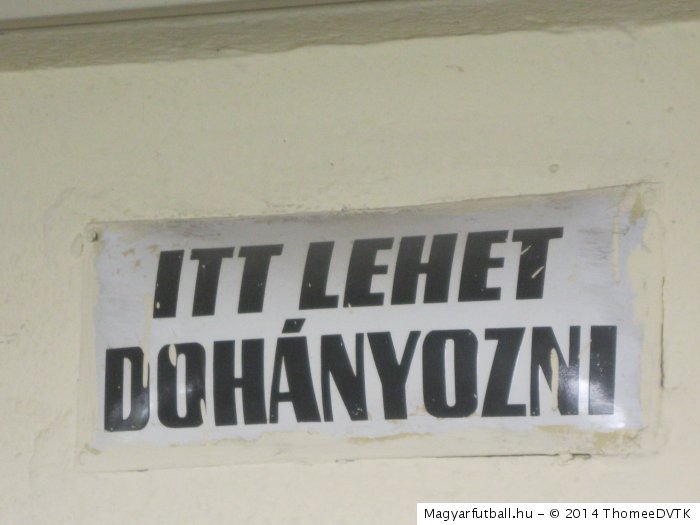 ITT LEHET
DOHÁNYOZNI
Magyarfutball.hu - © 2014 ThomeeDVTK